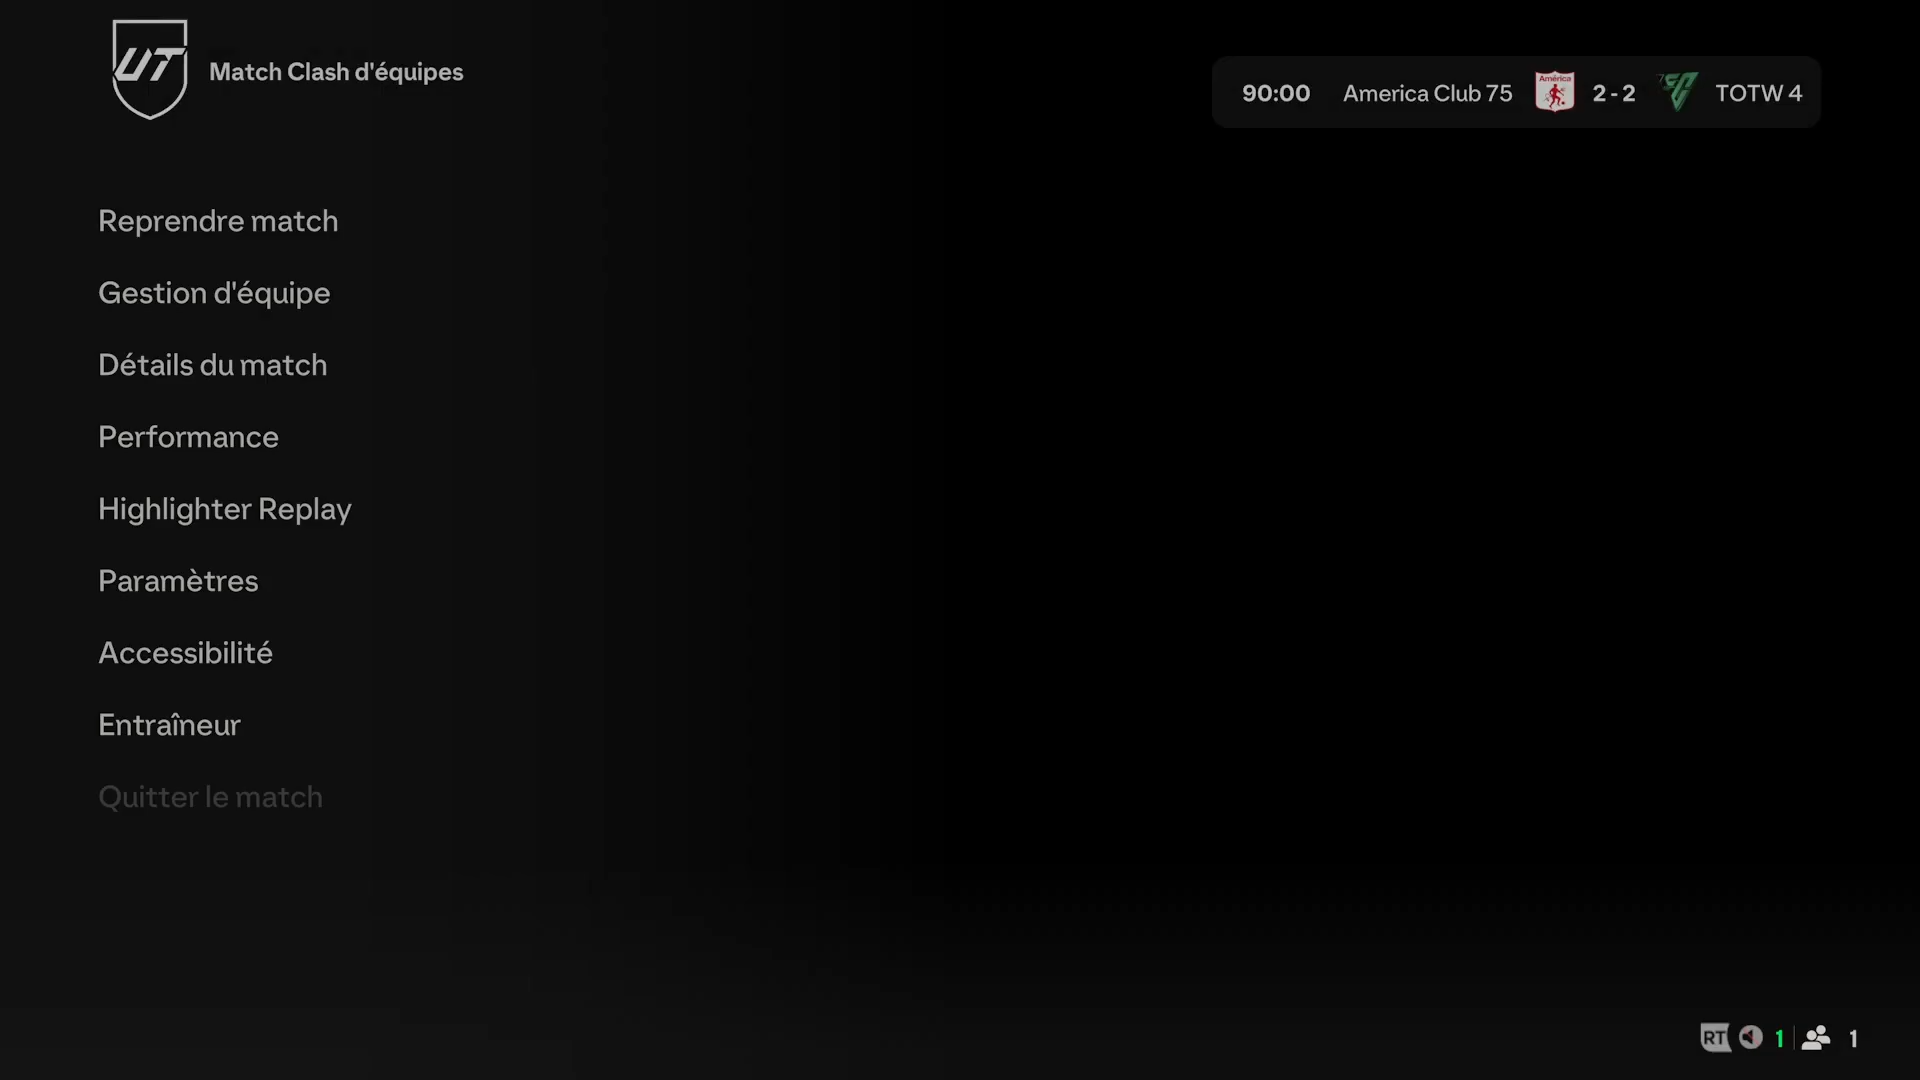 UT
Match Clash d'équipes
90:00 America Club 75 América 2 - 2 TOTW 4
Reprendre match
Gestion d'équipe
Détails du match
Performance
Highlighter Replay
Paramètres
Accessibilité
Entraîneur
Quitter le match
RT 1 1